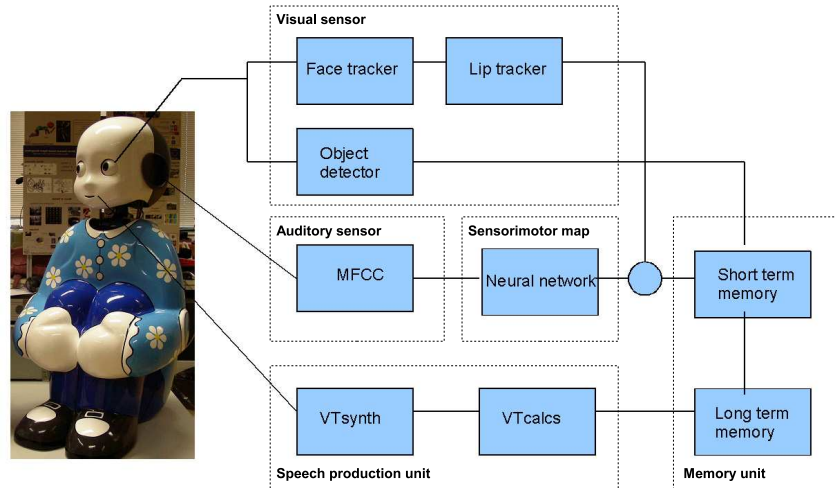 Visual sensor
Face tracker
Lip tracker
Object
detector
Auditory sensor
Sensorimotor map
MFCC
Neural network
Short term
memory
VTsynth
VTcalcs
Long term
memory
Speech production unit
Memory unit